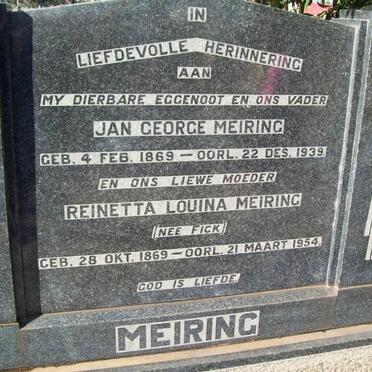 IN
LIEFDEVOLLE HERINNERING
AAN
MY DIERBARE EGGENOOT EN ONS VADER
JAN GEORGE MEIRING
GEB. 4 FEB. 1869 — OORL. 22 DES. 1939.
EN ONS LIEWE MOEDER
REINETTA LOUINA MEIRING
(NEE FICK)
GEB. 28 OKT. 1869 — OORL. 21 MAART 1954.
GOD IS LIEFDE.
MEIRING